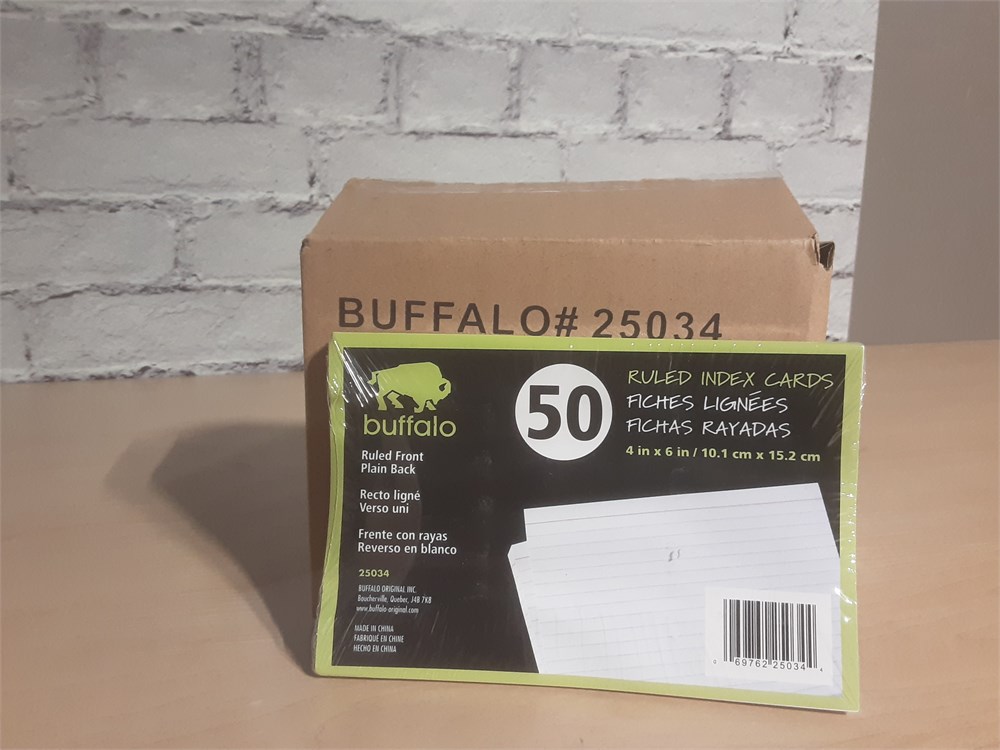 BUFFALO# 25034
buffalo
Ruled Front
Plain Back
Recto ligné
Verso uni
Frente con rayas
Reverso en blanco
25034
BUFFALO ORIGINAL INC.
Boucherville, Quebec, J4B 7K8
www.buffalo-original.com
MADE IN CHINA
FABRIQUÉ EN CHINE
HECHO EN CHINA
50
RULED INDEX CARDS
FICHES LIGNÉES
FICHAS RAYADAS
4 in x 6 in / 10.1 cm x 15.2 cm
69762 25034 4